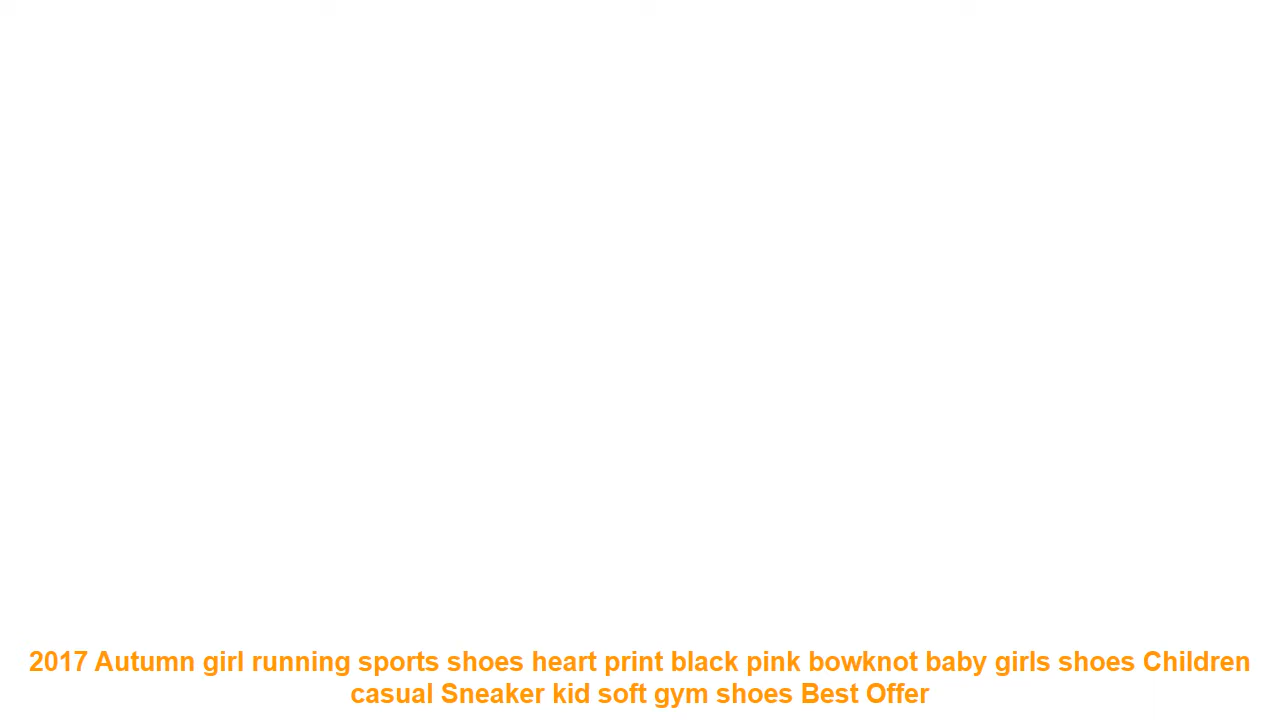 2017 Autumn girl running sports shoes heart print black pink bowknot baby girls shoes Children
casual Sneaker kid soft gym shoes Best Offer